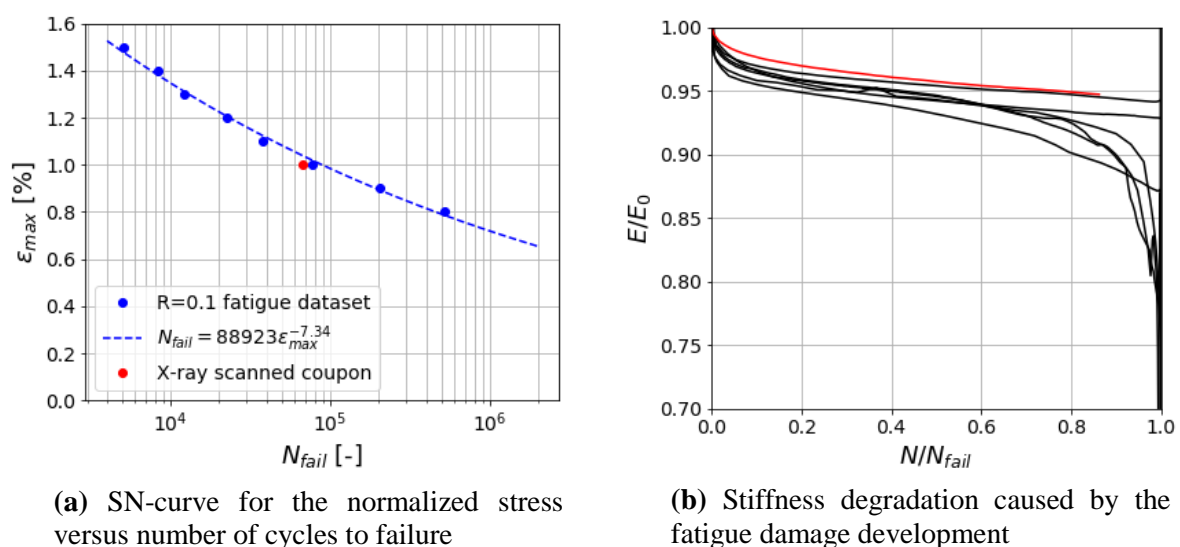 1.6
1.4
1.2
1.0
0.8
0.6
0.4
0.2
0.0
ε_max [%]
R=0.1 fatigue dataset
N_fail = 88923ε_max^−7.34
X-ray scanned coupon
10^4 10^5 10^6
N_fail [-]
(a) SN-curve for the normalized stress
versus number of cycles to failure
1.00
0.95
0.90
0.85
0.80
0.75
0.70
E/E_0
0.0 0.2 0.4 0.6 0.8 1.0
N/N_fail
(b) Stiffness degradation caused by the
fatigue damage development